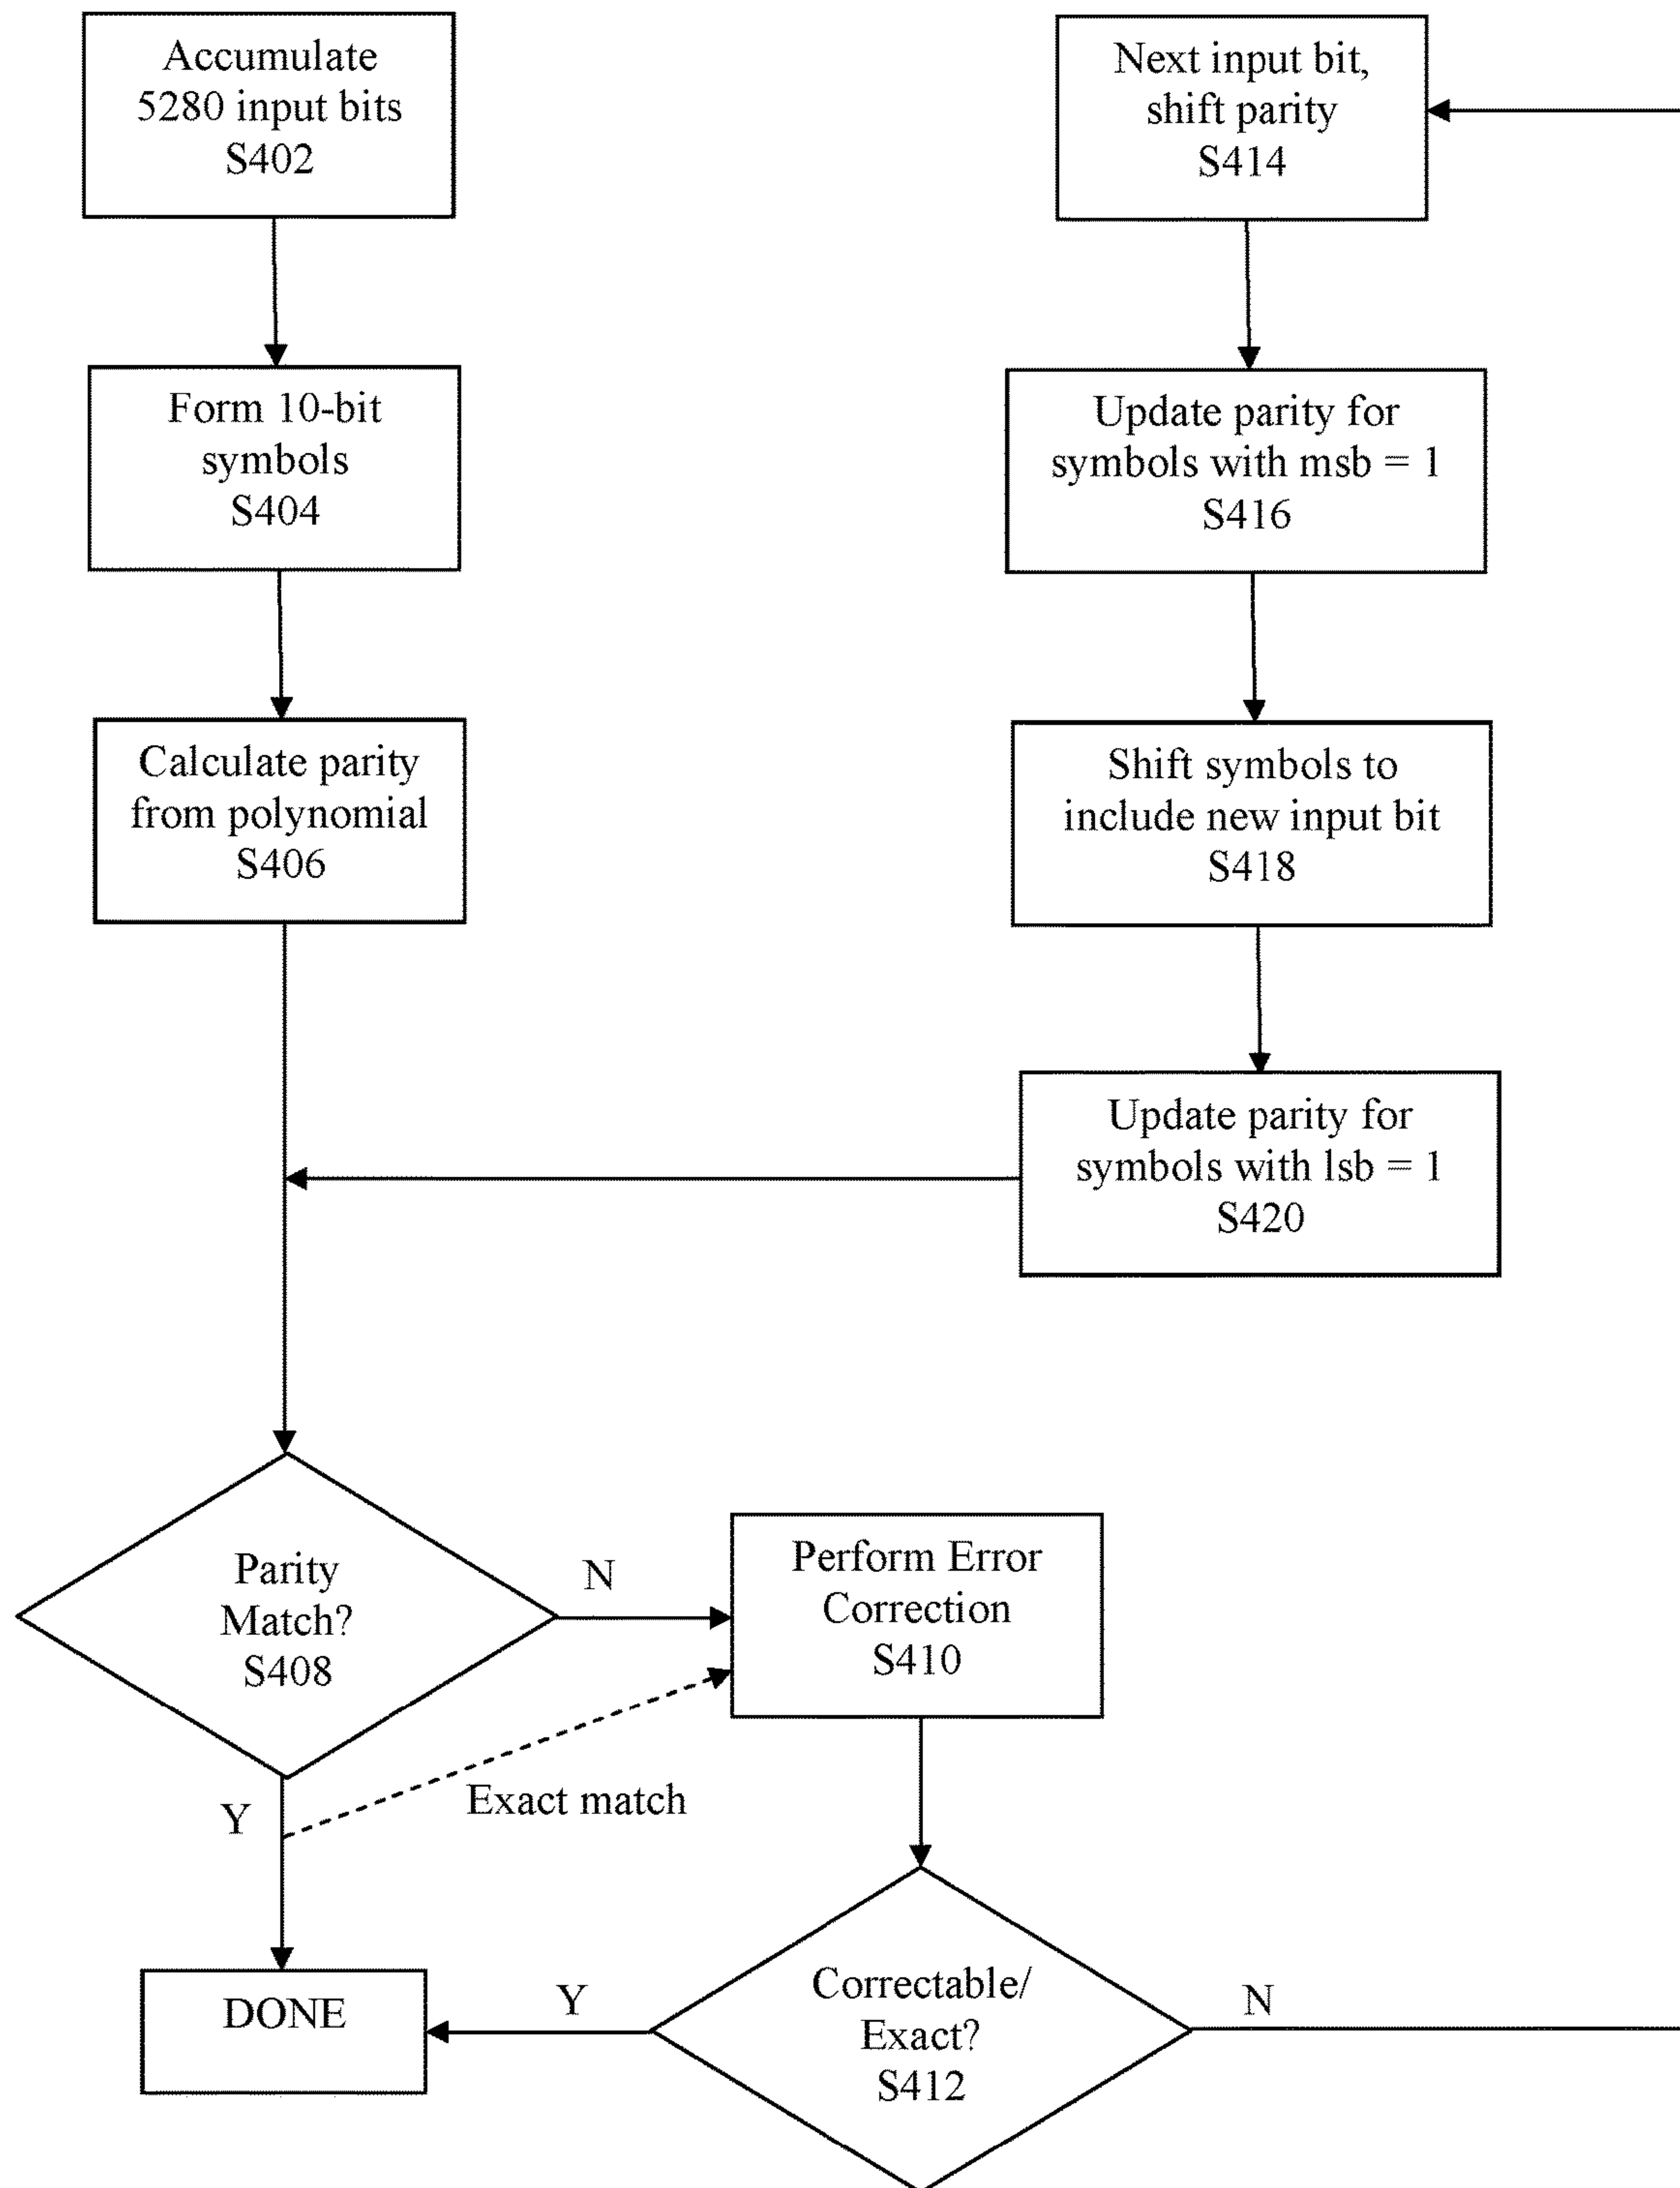 Accumulate
5280 input bits
S402
Form 10-bit
symbols
S404
Calculate parity
from polynomial
S406
Next input bit,
shift parity
S414
Update parity for
symbols with msb = 1
S416
Shift symbols to
include new input bit
S418
Update parity for
symbols with lsb = 1
S420
Parity
Match?
S408
N
Perform Error
Correction
S410
Y
Exact match
DONE
Y
Correctable/
Exact?
S412
N